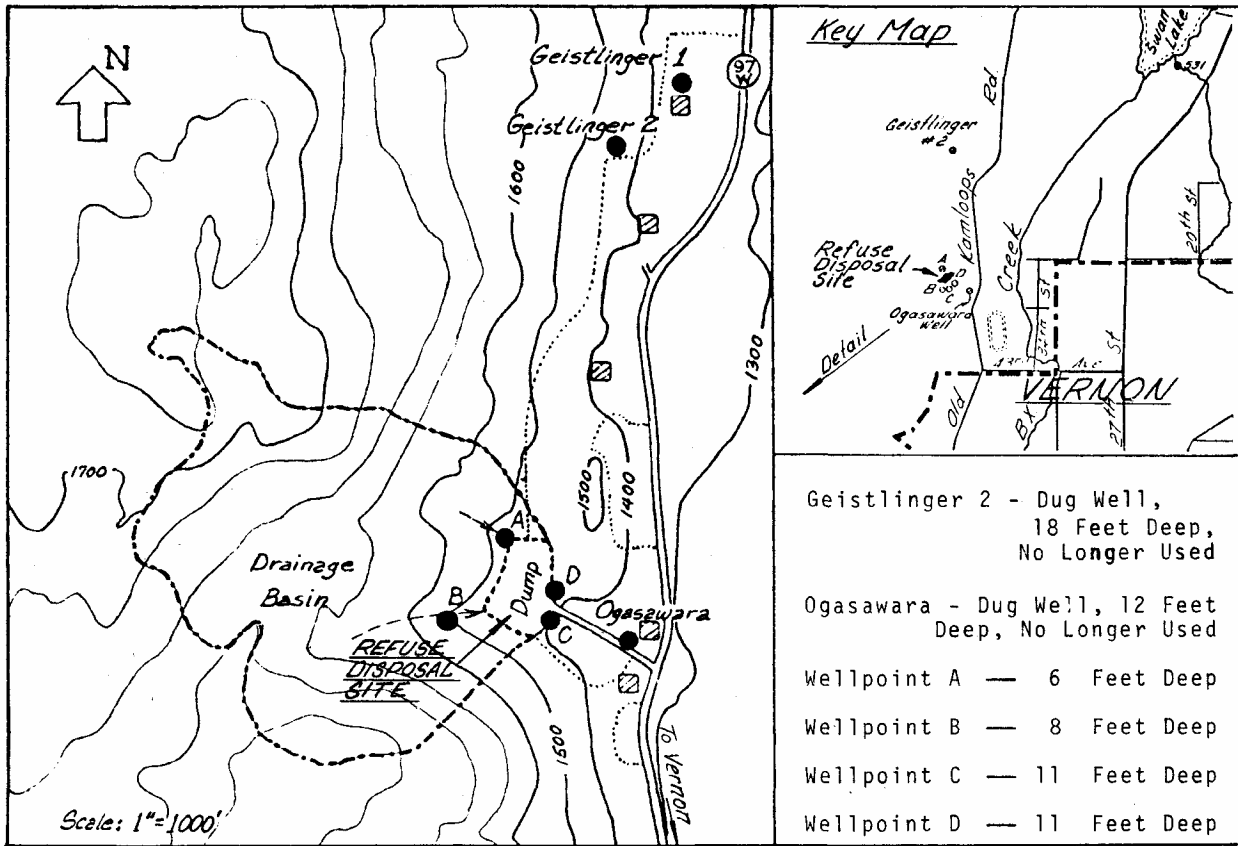 N
Geistlinger 1
97
W
Geistlinger 2
1600
1300
1700
1500
1400
A
Drainage
Basin
Dump
D
B
C
Ogasawara
REFUSE
DISPOSAL
SITE
1500
To Vernon
Scale: 1"=1000'
Key Map
Swan
Lake
531
Rd
Geistlinger
#2
Kamloops
Creek
20th St
Refuse
Disposal
Site
A
D
B
C
Ogasawara
Well
St
Detail
Ave
VERNON
Old
BX
27th
St
Geistlinger 2 - Dug Well,
18 Feet Deep,
No Longer Used
Ogasawara - Dug Well, 12 Feet
Deep, No Longer Used
Wellpoint A — 6 Feet Deep
Wellpoint B — 8 Feet Deep
Wellpoint C — 11 Feet Deep
Wellpoint D — 11 Feet Deep